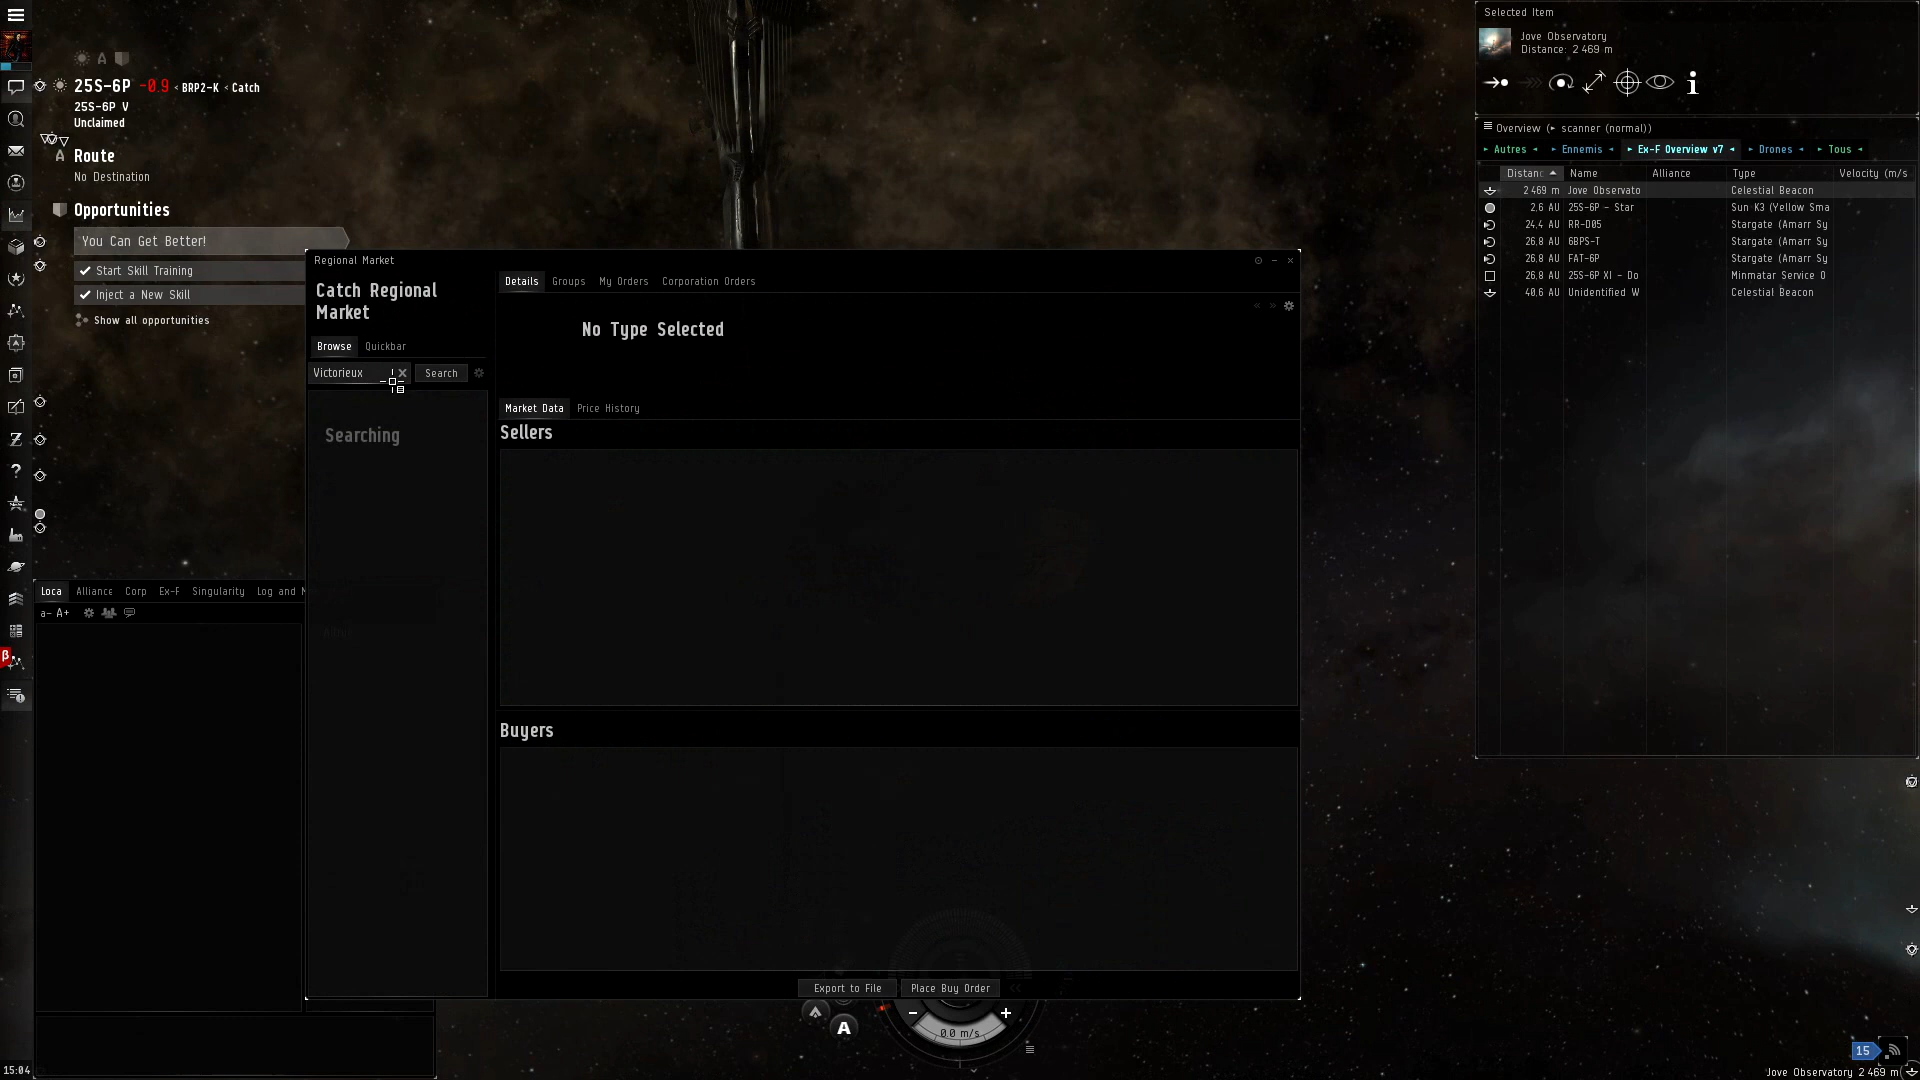 25S-6P -0.9 < BRP2-K < Catch
25S-6P V
Unclaimed
A Route
No Destination
Opportunities
You Can Get Better!
Start Skill Training
Inject a New Skill
Show all opportunities
Loca Alliance Corp Ex-F Singularity Log and M
a- A+
β
15:04
Regional Market
Catch Regional
Market
Browse Quickbar
Victorieux Search
Searching
Details Groups My Orders Corporation Orders
No Type Selected
Market Data Price History
Sellers
Buyers
Export to File Place Buy Order
A
0.0 m/s
Selected Item
Jove Observatory
Distance: 2 469 m
Overview (▸ scanner (normal))
Autres Ennemis Ex-F Overview v7 Drones Tous
Distanc Name Alliance Type Velocity (m/s
2 469 m Jove Observato Celestial Beacon
2,6 AU 25S-6P - Star Sun K3 (Yellow Sma
24,4 AU RR-D05 Stargate (Amarr Sy
26,8 AU 6BPS-T Stargate (Amarr Sy
26,8 AU FAT-6P Stargate (Amarr Sy
26,8 AU 25S-6P XI - Do Minmatar Service O
40,6 AU Unidentified W Celestial Beacon
15
Jove Observatory 2 469 m